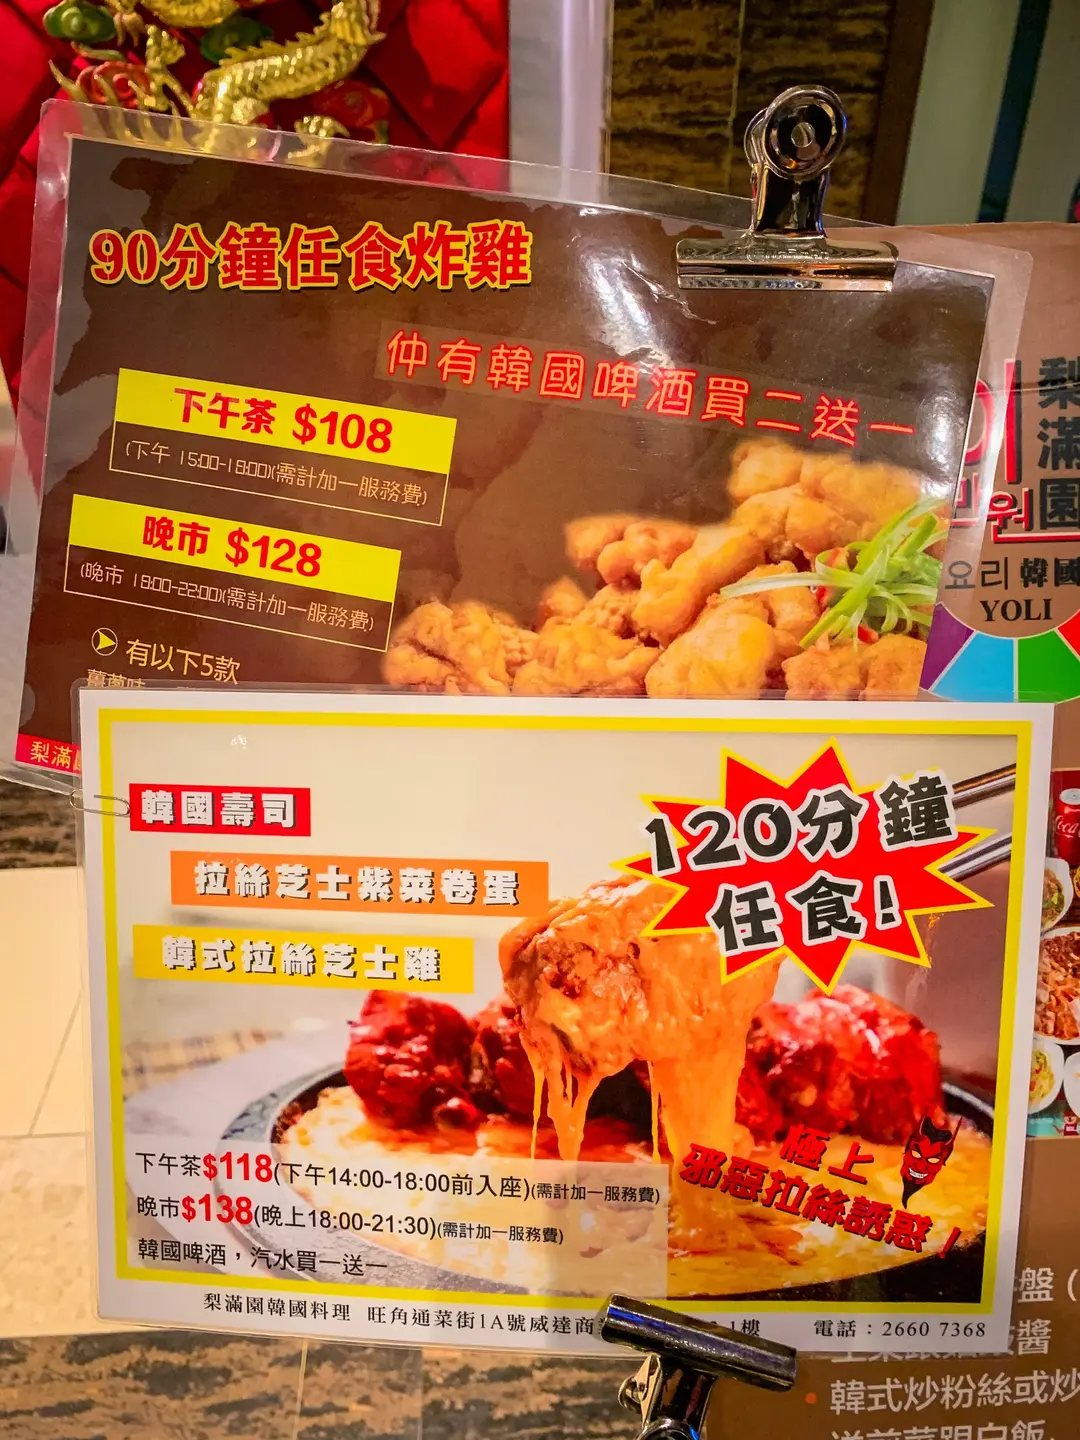 90分鐘任食炸雞
仲有韓國啤酒買二送一
下午茶 $108
(下午 15:00-18:00)(需計加一服務費)
晚市 $128
(晚市 18:00-22:00)(需計加一服務費)
有以下5款
梨滿
梨滿園
원
요리 韓國
YOLI
韓國壽司
拉絲芝士紫菜卷蛋
韓式拉絲芝士雞
120分鐘
任食!
極上
邪惡拉絲誘惑!
下午茶$118(下午14:00-18:00前入座)(需計加一服務費)
晚市$138(晚上18:00-21:30)(需計加一服務費)
韓國啤酒，汽水買一送一
梨滿園韓國料理 旺角通菜街1A號威達商 1樓 電話：2660 7368
盤 (
醬
韓式炒粉絲或炒